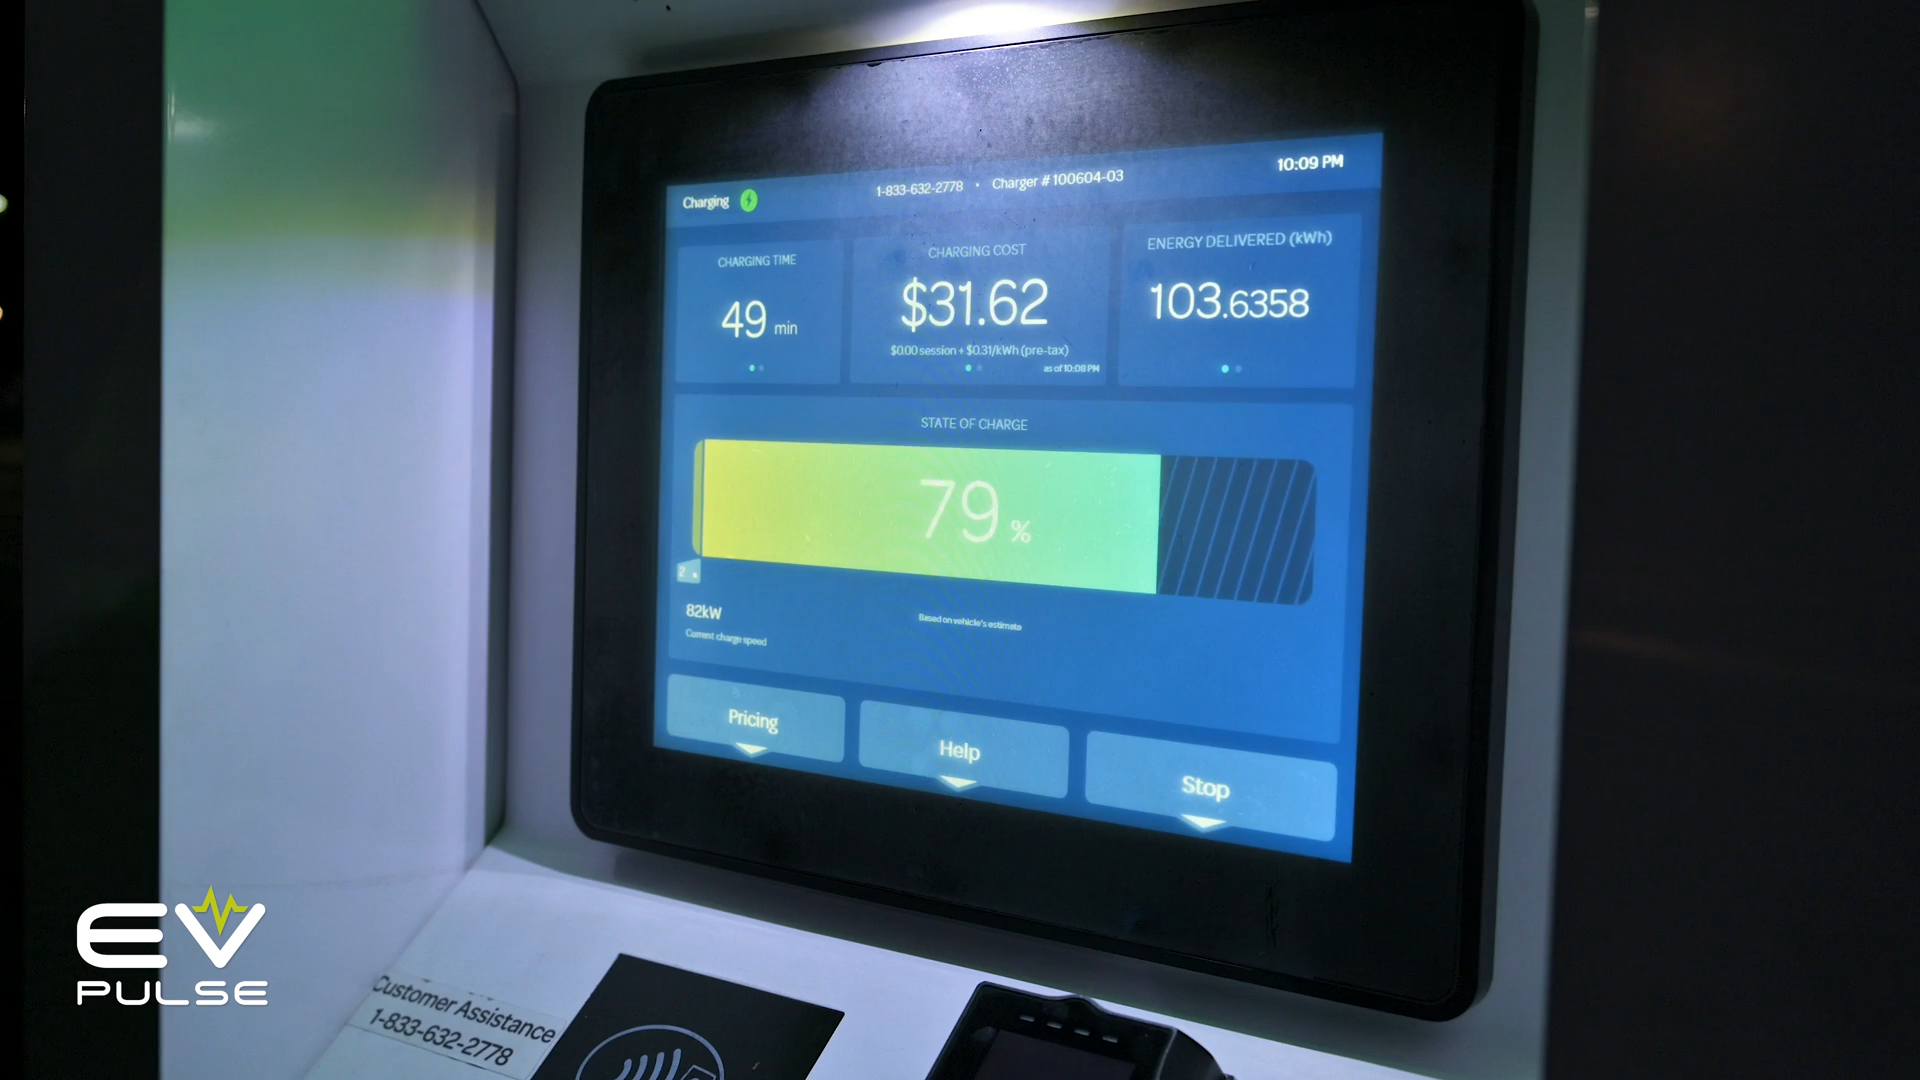 10:09 PM
Charging
1-833-632-2778 • Charger # 100604-03
CHARGING TIME
49 min
CHARGING COST
$31.62
$0.00 session + $0.31/kWh (pre-tax)
as of 10:08 PM
ENERGY DELIVERED (kWh)
103.6358
STATE OF CHARGE
79 %
2 %
82kW
Current charge speed
Based on vehicle's estimate
Pricing
Help
Stop
EV
PULSE
Customer Assistance
1-833-632-2778